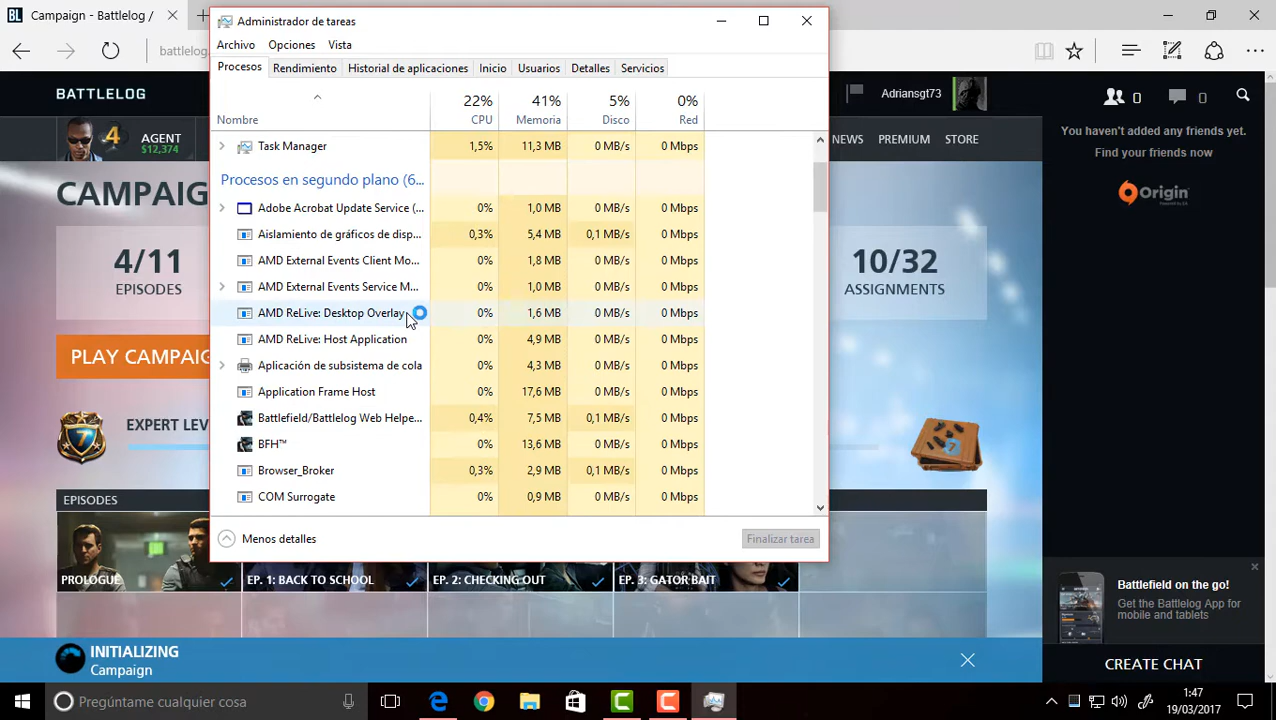 Campaign - Battlelog /
Administrador de tareas
battlelog.
Archivo Opciones Vista
Procesos Rendimiento Historial de aplicaciones Inicio Usuarios Detalles Servicios
22% 41% 5% 0%
Nombre CPU Memoria Disco Red
Task Manager 1,5% 11,3 MB 0 MB/s 0 Mbps
Procesos en segundo plano (6...
Adobe Acrobat Update Service (... 0% 1,0 MB 0 MB/s 0 Mbps
Aislamiento de gráficos de disp... 0,3% 5,4 MB 0,1 MB/s 0 Mbps
AMD External Events Client Mo... 0% 1,8 MB 0 MB/s 0 Mbps
AMD External Events Service M... 0% 1,0 MB 0 MB/s 0 Mbps
AMD ReLive: Desktop Overlay 0% 1,6 MB 0 MB/s 0 Mbps
AMD ReLive: Host Application 0% 4,9 MB 0 MB/s 0 Mbps
Aplicación de subsistema de cola 0% 4,3 MB 0 MB/s 0 Mbps
Application Frame Host 0% 17,6 MB 0 MB/s 0 Mbps
Battlefield/Battlelog Web Helpe... 0,4% 7,5 MB 0,1 MB/s 0 Mbps
BFH™ 0% 13,6 MB 0 MB/s 0 Mbps
Browser_Broker 0,3% 2,9 MB 0,1 MB/s 0 Mbps
COM Surrogate 0% 0,9 MB 0 MB/s 0 Mbps
Menos detalles Finalizar tarea
BATTLELOG
Adriansgt73
0 0
4 AGENT
$12,374
NEWS PREMIUM STORE
CAMPAIG
4/11
EPISODES
10/32
ASSIGNMENTS
PLAY CAMPA
7 EXPERT LEV
7
EPISODES
PROLOGUE EP. 1: BACK TO SCHOOL EP. 2: CHECKING OUT EP. 3: GATOR BAIT
INITIALIZING
Campaign
You haven't added any friends yet.
Find your friends now
Origin
Battlefield on the go!
Get the Battlelog App for
mobile and tablets
CREATE CHAT
Pregúntame cualquier cosa
1:47
19/03/2017